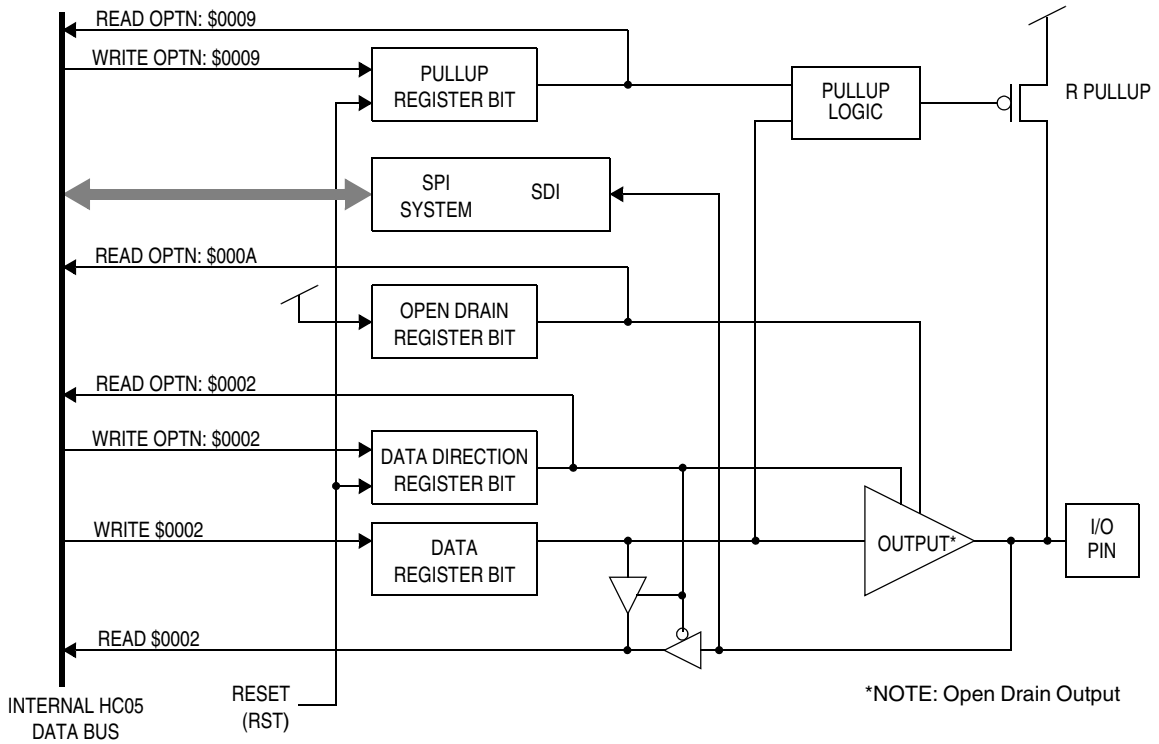 READ OPTN: $0009
WRITE OPTN: $0009
PULLUP
REGISTER BIT
PULLUP
LOGIC
R PULLUP
SPI
SYSTEM
SDI
READ OPTN: $000A
OPEN DRAIN
REGISTER BIT
READ OPTN: $0002
WRITE OPTN: $0002
DATA DIRECTION
REGISTER BIT
WRITE $0002
DATA
REGISTER BIT
OUTPUT*
I/O
PIN
READ $0002
INTERNAL HC05
DATA BUS
RESET
(RST)
*NOTE: Open Drain Output